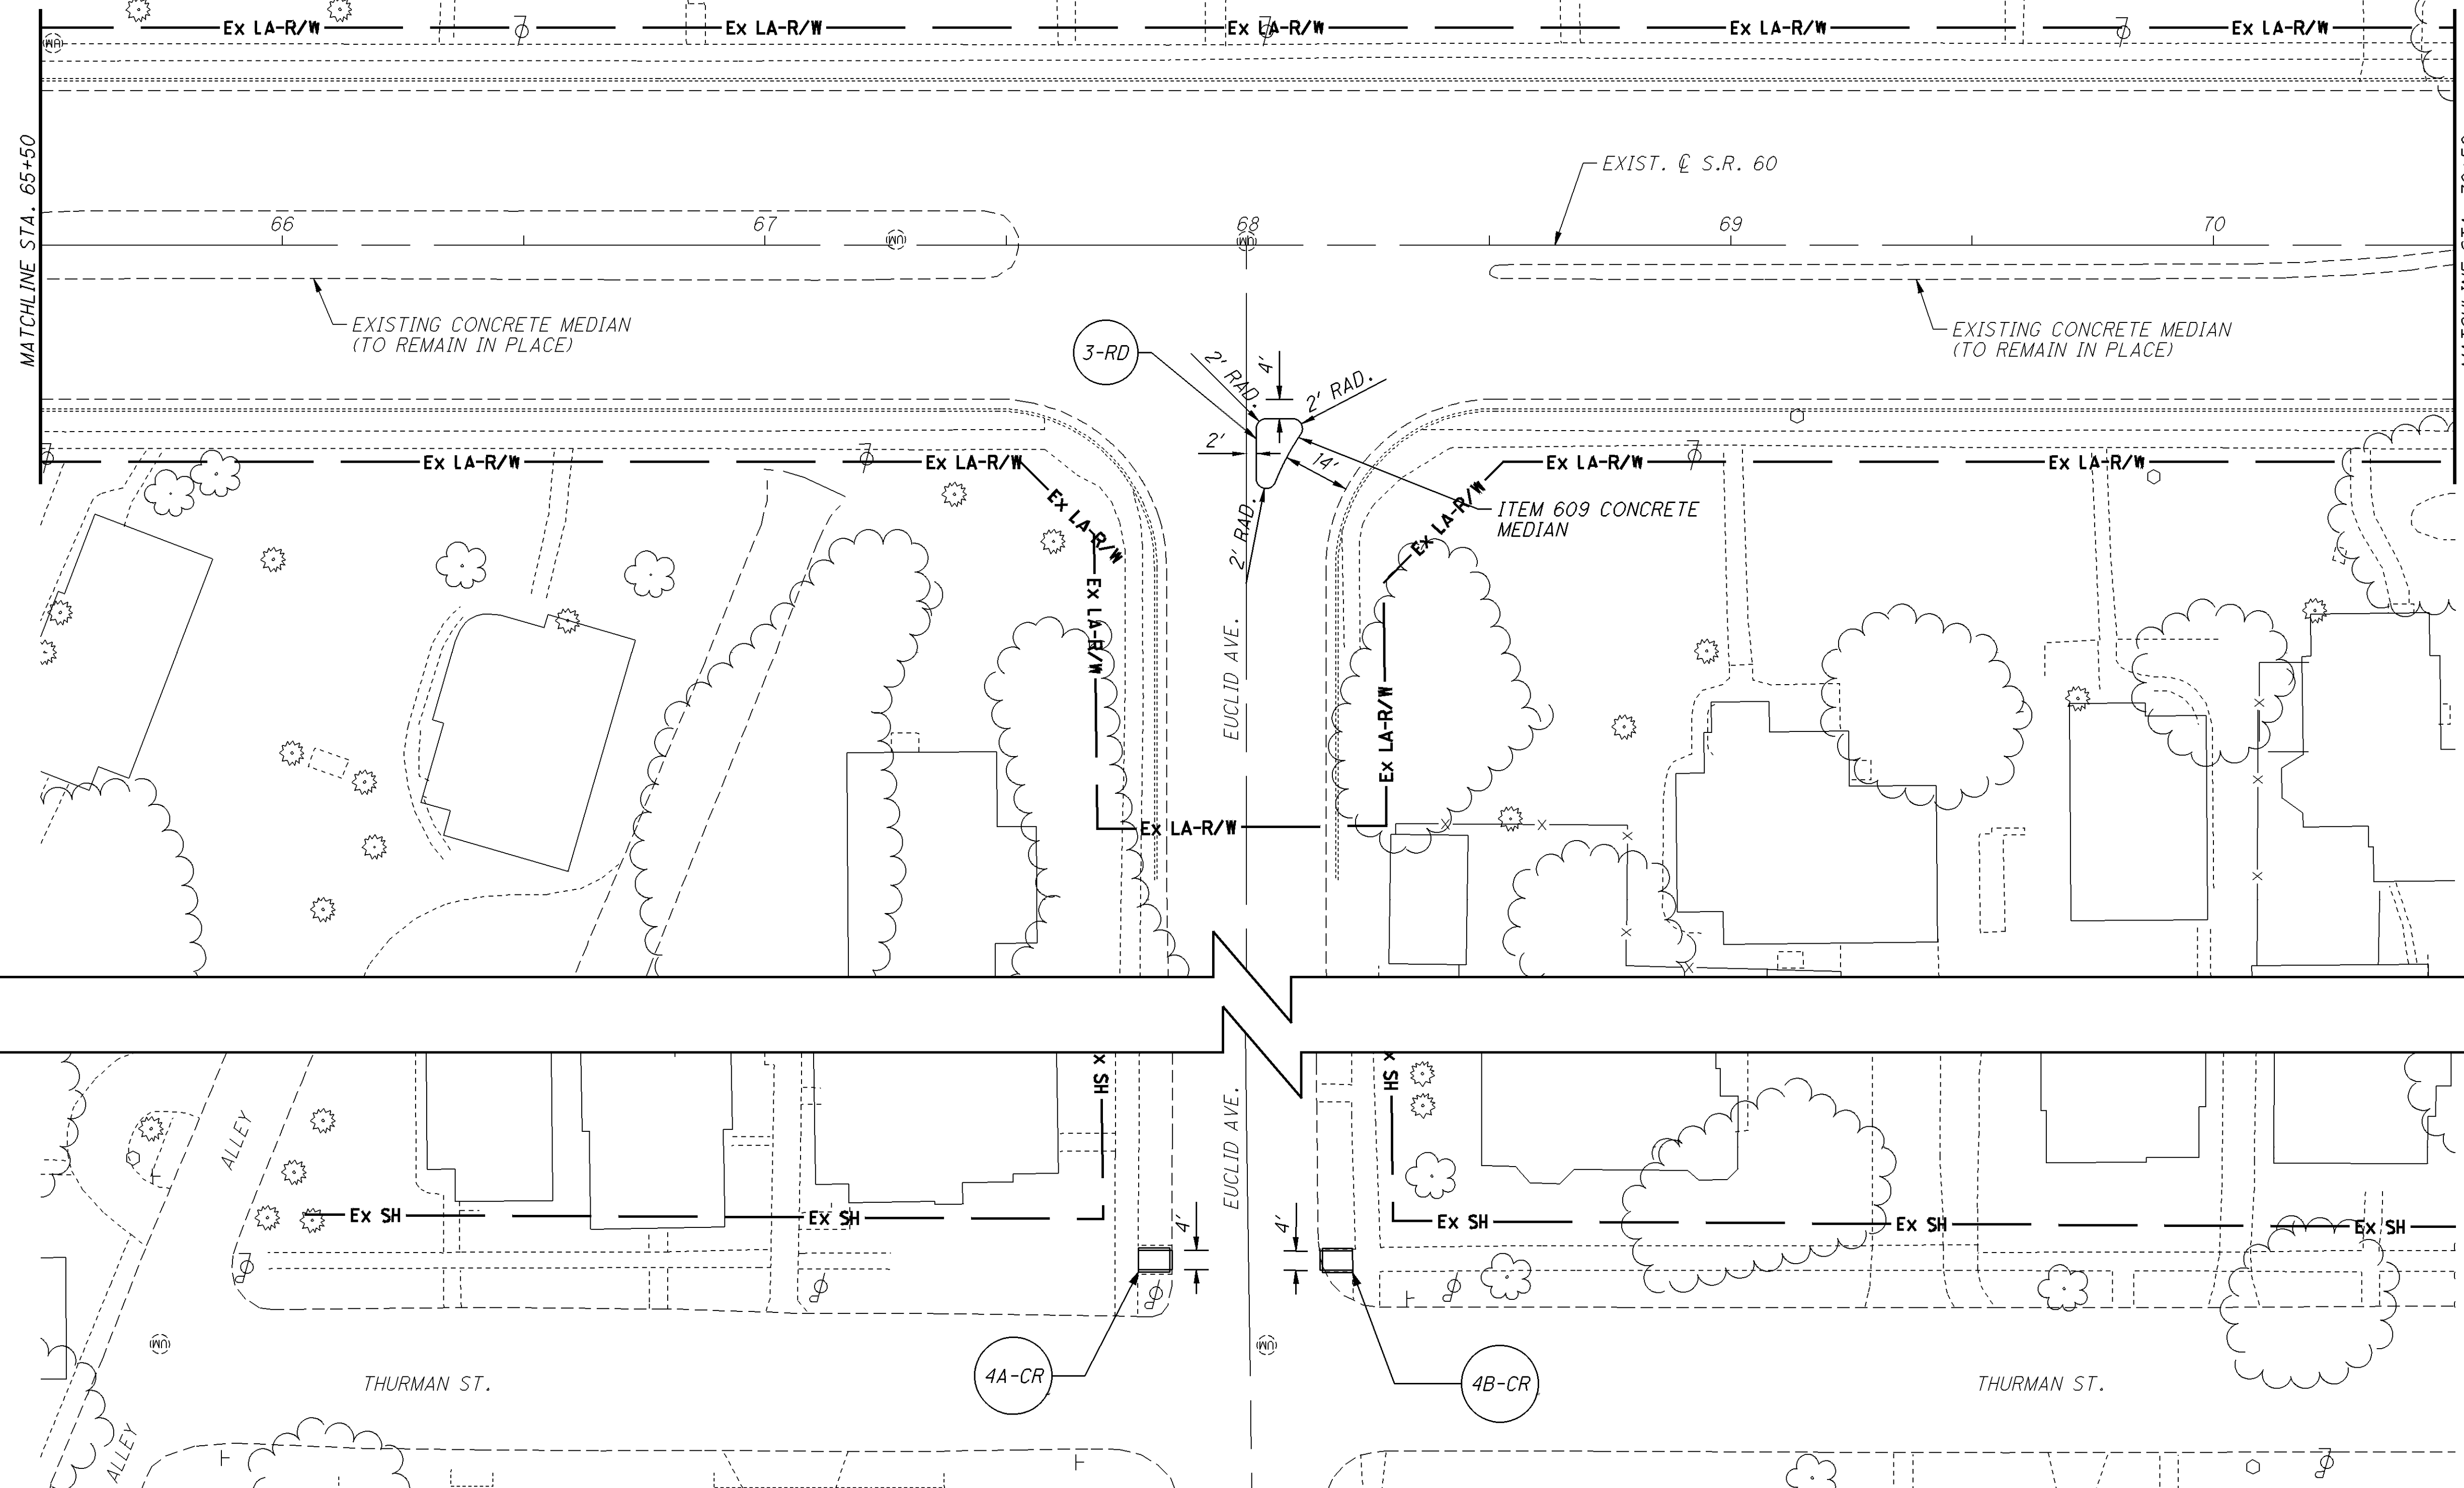 Ex LA-R/W Ex LA-R/W Ex LA-R/W Ex LA-R/W Ex LA-R/W
MATCHLINE STA. 65+50
EXIST. ℄ S.R. 60
66 67 68 69 70
EXISTING CONCRETE MEDIAN
(TO REMAIN IN PLACE)
EXISTING CONCRETE MEDIAN
(TO REMAIN IN PLACE)
3-RD
2' RAD.
4'
2' RAD.
2'
14'
2' RAD.
ITEM 609 CONCRETE
MEDIAN
Ex LA-R/W Ex LA-R/W Ex LA-R/W Ex LA-R/W
Ex LA-R/W
Ex LA-R/W
Ex LA-R/W
Ex LA-R/W
EUCLID AVE.
Ex LA-R/W
x SH
x SH
ALLEY
EUCLID AVE.
Ex SH Ex SH Ex SH Ex SH Ex SH
4' 4'
4A-CR
4B-CR
THURMAN ST. THURMAN ST.
ALLEY